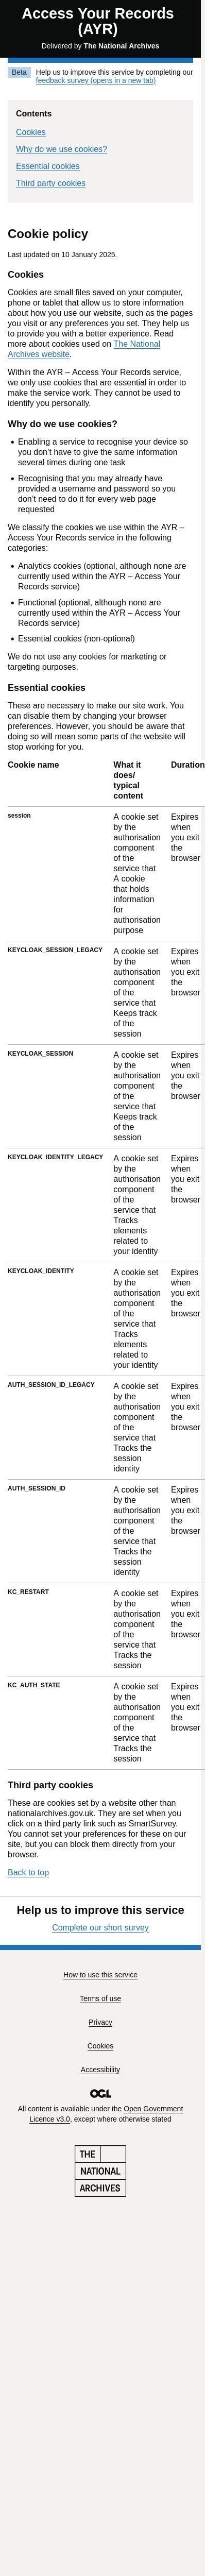 Access Your Records
(AYR)
Delivered by The National Archives
Beta
Help us to improve this service by completing our
feedback survey (opens in a new tab)
Contents
Cookies
Why do we use cookies?
Essential cookies
Third party cookies
Cookie policy
Last updated on 10 January 2025.
Cookies
Cookies are small files saved on your computer,
phone or tablet that allow us to store information
about how you use our website, such as the pages
you visit or any preferences you set. They help us
to provide you with a better experience. Read
more about cookies used on The National
Archives website.
Within the AYR – Access Your Records service,
we only use cookies that are essential in order to
make the service work. They cannot be used to
identify you personally.
Why do we use cookies?
• Enabling a service to recognise your device so
you don't have to give the same information
several times during one task
• Recognising that you may already have
provided a username and password so you
don't need to do it for every web page
requested
We classify the cookies we use within the AYR –
Access Your Records service in the following
categories:
• Analytics cookies (optional, although none are
currently used within the AYR – Access Your
Records service)
• Functional (optional, although none are
currently used within the AYR – Access Your
Records service)
• Essential cookies (non-optional)
We do not use any cookies for marketing or
targeting purposes.
Essential cookies
These are necessary to make our site work. You
can disable them by changing your browser
preferences. However, you should be aware that
doing so will mean some parts of the website will
stop working for you.
Cookie name
What it
does/
typical
content
Duration
session
A cookie set
by the
authorisation
component
of the
service that
A cookie
that holds
information
for
authorisation
purpose
Expires
when
you exit
the
browser
KEYCLOAK_SESSION_LEGACY
A cookie set
by the
authorisation
component
of the
service that
Keeps track
of the
session
Expires
when
you exit
the
browser
KEYCLOAK_SESSION
A cookie set
by the
authorisation
component
of the
service that
Keeps track
of the
session
Expires
when
you exit
the
browser
KEYCLOAK_IDENTITY_LEGACY
A cookie set
by the
authorisation
component
of the
service that
Tracks
elements
related to
your identity
Expires
when
you exit
the
browser
KEYCLOAK_IDENTITY
A cookie set
by the
authorisation
component
of the
service that
Tracks
elements
related to
your identity
Expires
when
you exit
the
browser
AUTH_SESSION_ID_LEGACY
A cookie set
by the
authorisation
component
of the
service that
Tracks the
session
identity
Expires
when
you exit
the
browser
AUTH_SESSION_ID
A cookie set
by the
authorisation
component
of the
service that
Tracks the
session
identity
Expires
when
you exit
the
browser
KC_RESTART
A cookie set
by the
authorisation
component
of the
service that
Tracks the
session
Expires
when
you exit
the
browser
KC_AUTH_STATE
A cookie set
by the
authorisation
component
of the
service that
Tracks the
session
Expires
when
you exit
the
browser
Third party cookies
These are cookies set by a website other than
nationalarchives.gov.uk. They are set when you
click on a third party link such as SmartSurvey.
You cannot set your preferences for these on our
site, but you can block them directly from your
browser.
Back to top
Help us to improve this service
Complete our short survey
How to use this service
Terms of use
Privacy
Cookies
Accessibility
OGL
All content is available under the Open Government
Licence v3.0, except where otherwise stated
THE
NATIONAL
ARCHIVES